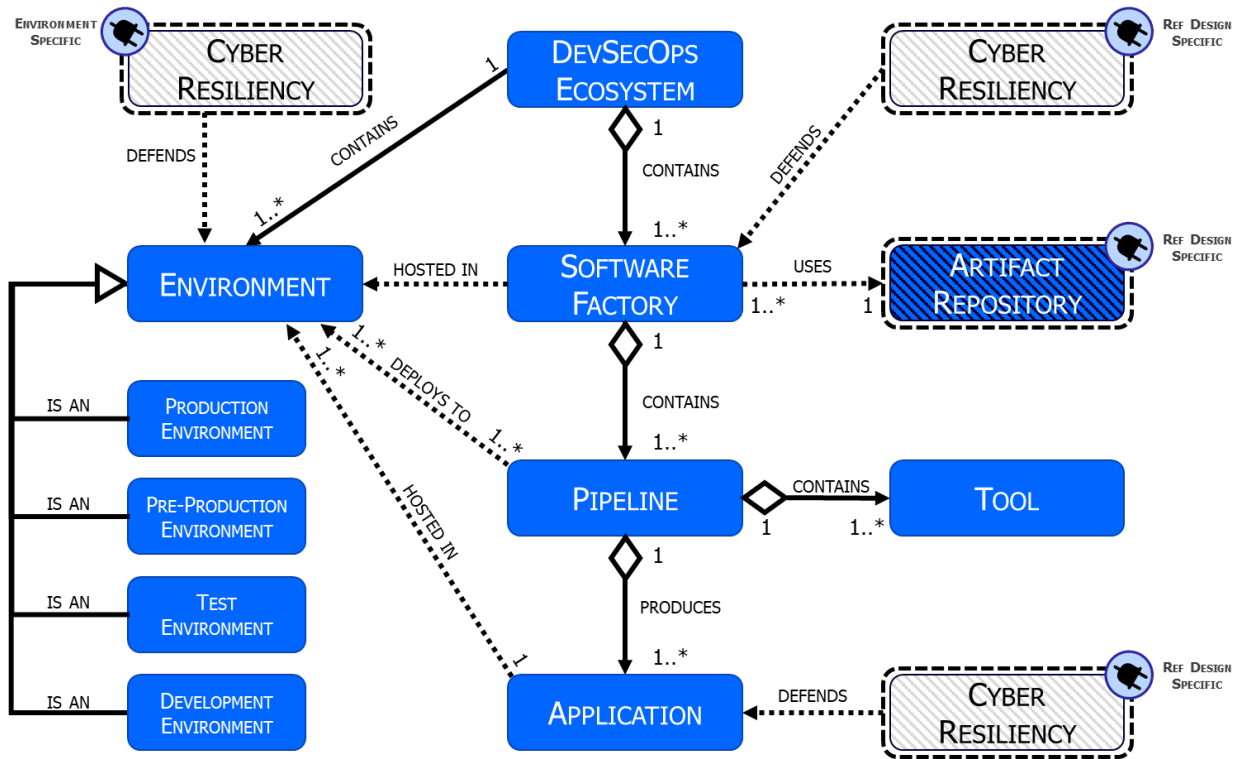 Environment
Specific
Cyber
Resiliency
DevSecOps
Ecosystem
Cyber
Resiliency
Ref Design
Specific
1
1
DEFENDS
CONTAINS
CONTAINS
DEFENDS
1..*
1..*
Environment
HOSTED IN
Software
Factory
USES
1..*
1
Artifact
Repository
Ref Design
Specific
1..*
1..*
DEPLOYS TO
1..*
1
CONTAINS
1..*
IS AN
Production
Environment
IS AN
Pre-Production
Environment
HOSTED IN
Pipeline
CONTAINS
1
1..*
Tool
1
PRODUCES
1..*
IS AN
Test
Environment
IS AN
Development
Environment
1
Application
DEFENDS
Cyber
Resiliency
Ref Design
Specific